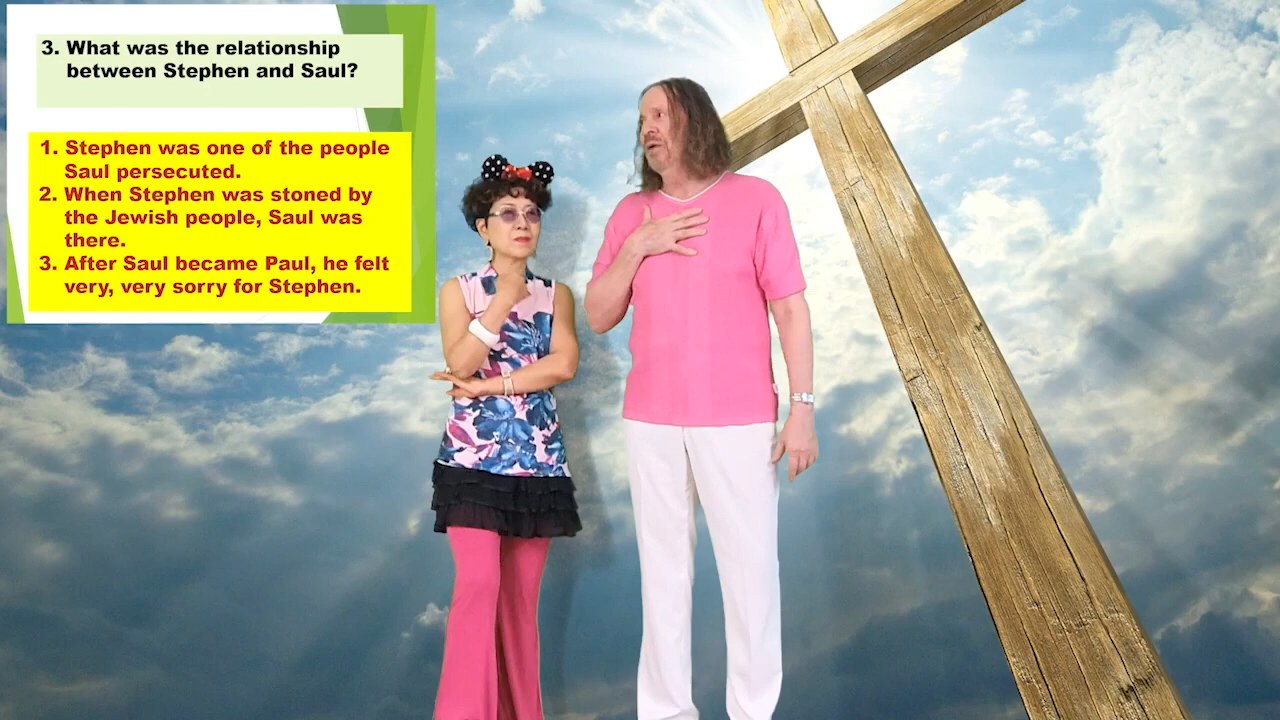 3. What was the relationship
between Stephen and Saul?
1. Stephen was one of the people
Saul persecuted.
2. When Stephen was stoned by
the Jewish people, Saul was
there.
3. After Saul became Paul, he felt
very, very sorry for Stephen.